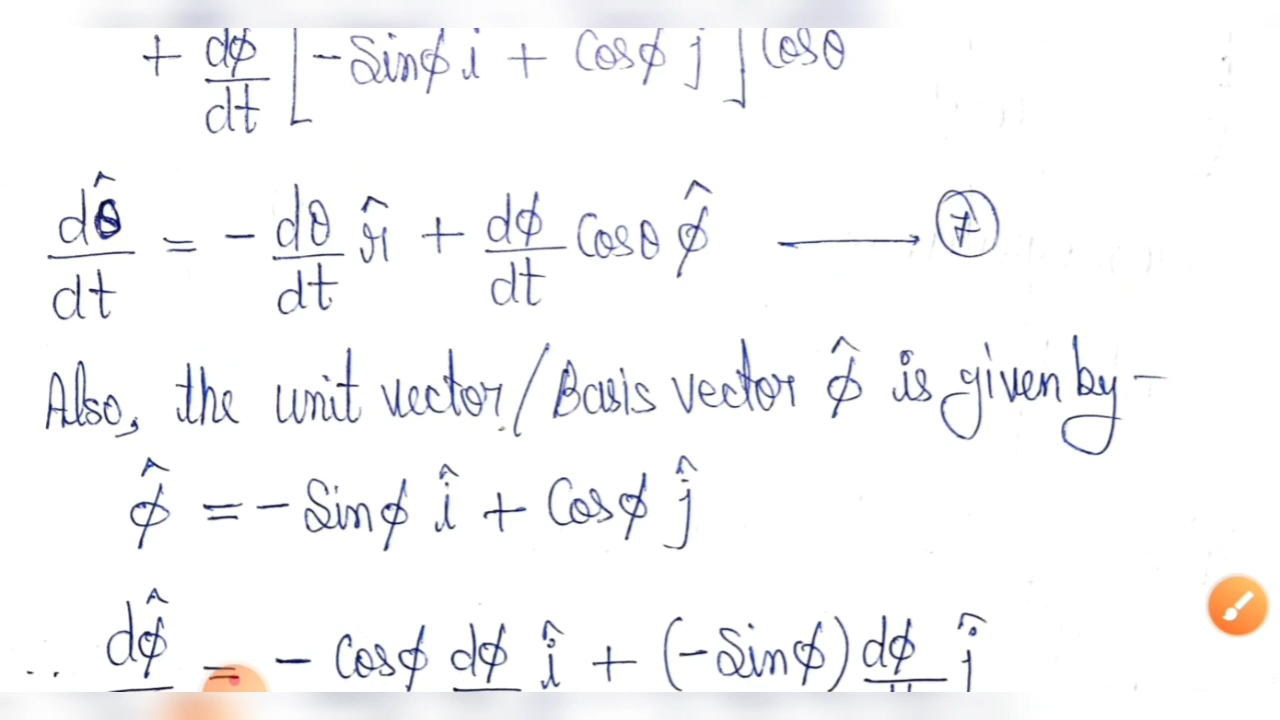 + dφ/dt [-Sinφ i + Cosφ j] Cosθ
dθ̂/dt = - dθ/dt r̂ + dφ/dt Cosθ φ̂ ⟶ ⑦
Also, the unit vector/Basis vector φ̂ is given by -
φ̂ = - Sinφ î + Cosφ ĵ
∴ dφ̂ = - Cosφ dφ î + (-Sinφ) dφ ĵ